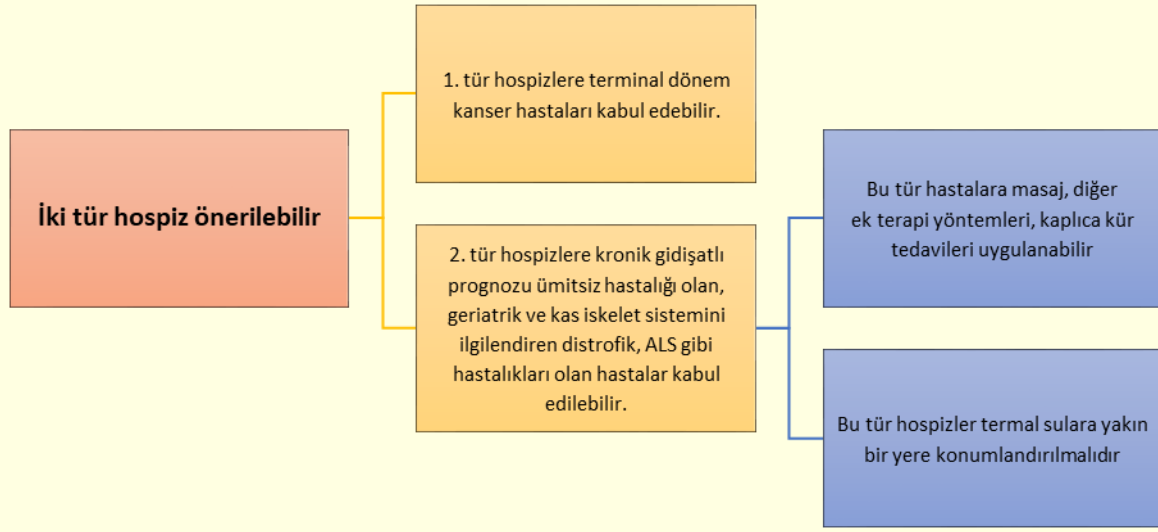 İki tür hospiz önerilebilir
1. tür hospizlere terminal dönem
kanser hastaları kabul edebilir.
2. tür hospizlere kronik gidişatlı
prognozu ümitsiz hastalığı olan,
geriatrik ve kas iskelet sistemini
ilgilendiren distrofik, ALS gibi
hastalıkları olan hastalar kabul
edilebilir.
Bu tür hastalara masaj, diğer
ek terapi yöntemleri, kaplıca kür
tedavileri uygulanabilir
Bu tür hospizler termal sulara yakın
bir yere konumlandırılmalıdır